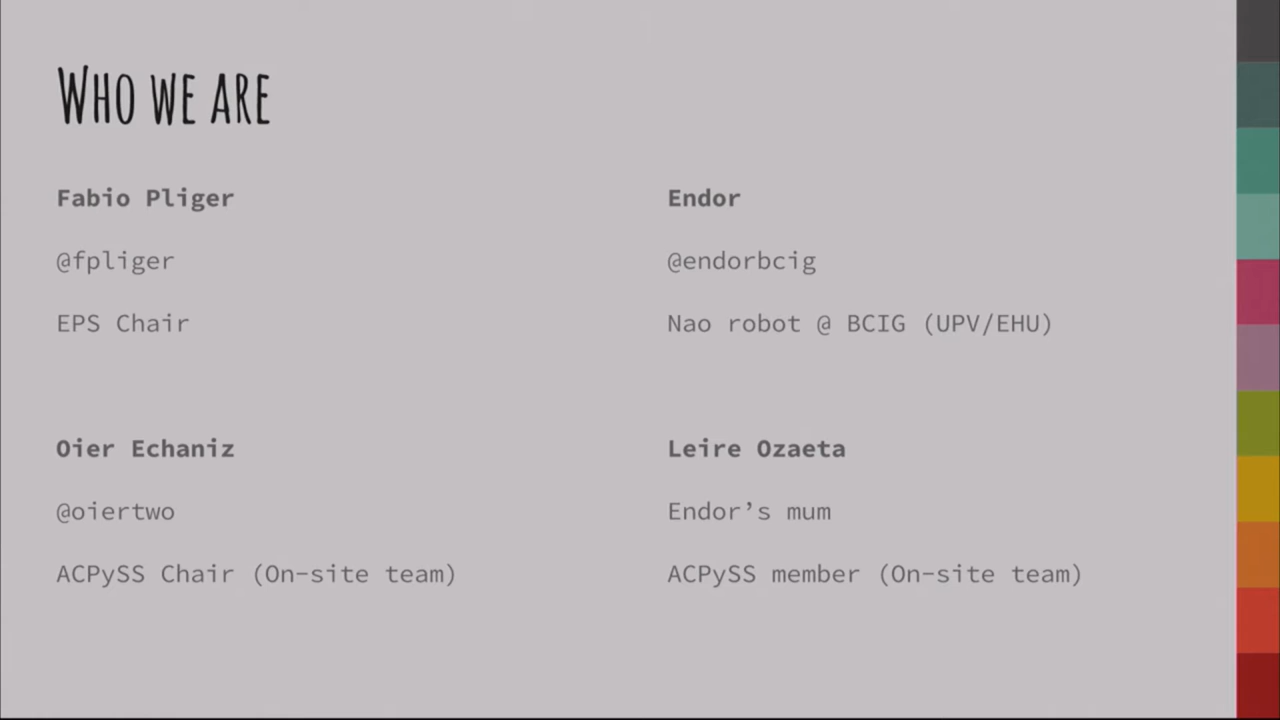 Who we are
Fabio Pliger
@fpliger
EPS Chair
Endor
@endorbcig
Nao robot @ BCIG (UPV/EHU)
Oier Echaniz
@oiertwo
ACPySS Chair (On-site team)
Leire Ozaeta
Endor’s mum
ACPySS member (On-site team)